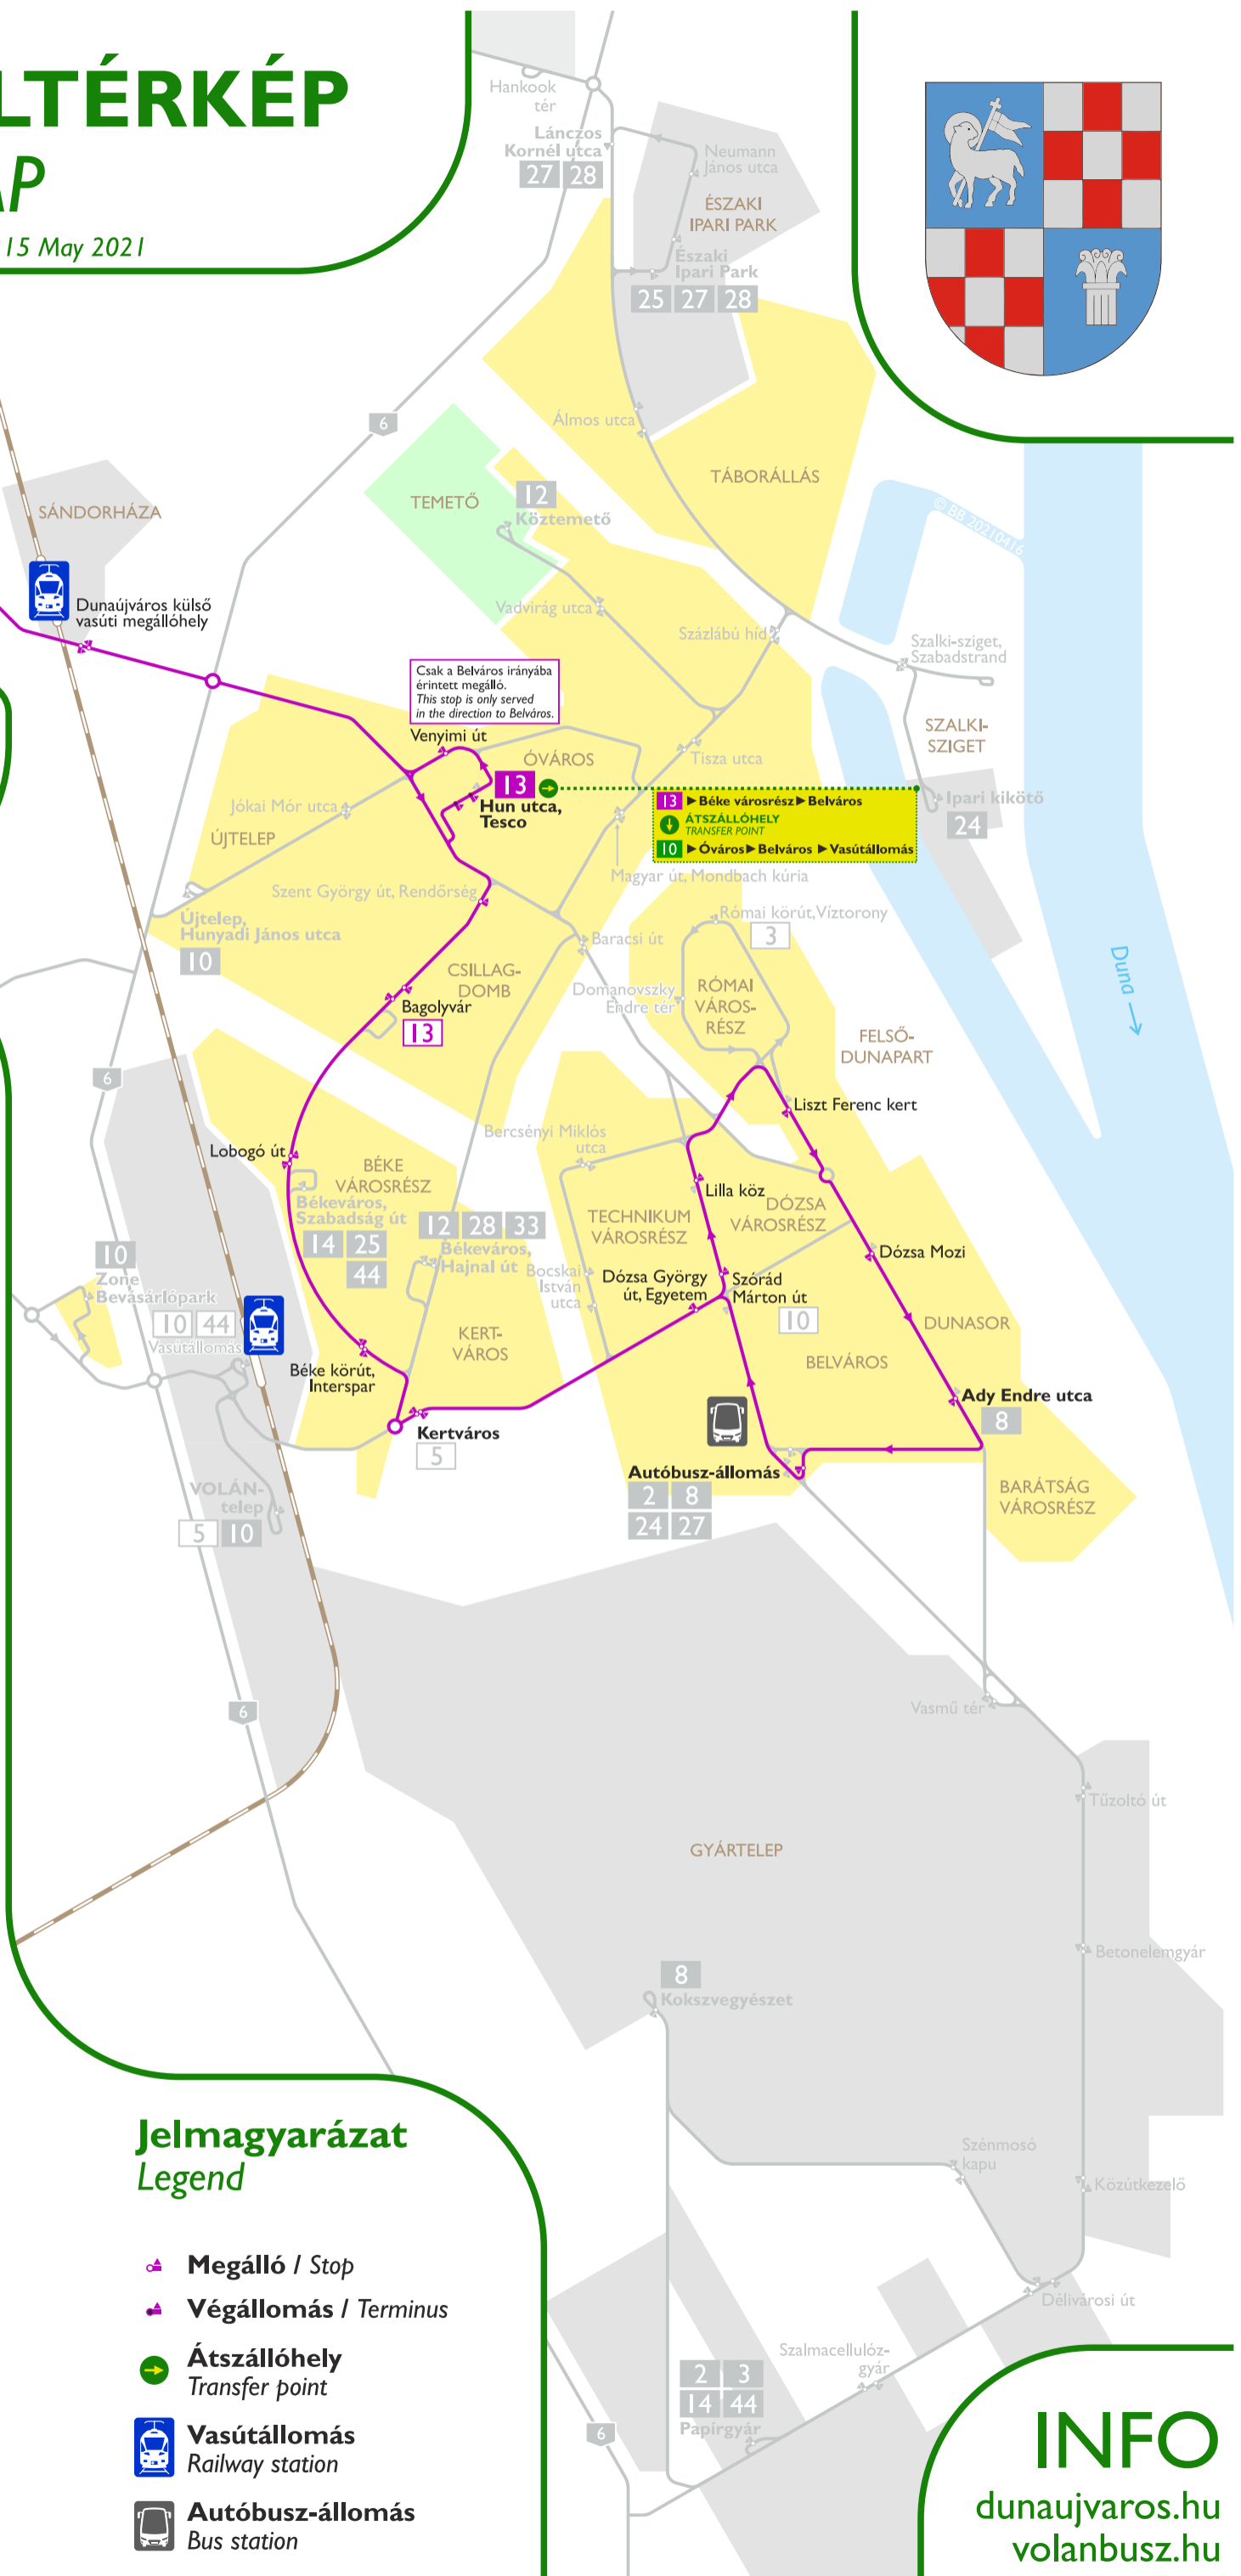 LTÉRKÉP
AP
15 May 2021
Hankook
tér
Lánczos
Kornél utca
27 28
Neumann
János utca
ÉSZAKI
IPARI PARK
Északi
Ipari Park
25 27 28
6
Álmos utca
TÁBORÁLLÁS
TEMETŐ
12
Köztemető
SÁNDORHÁZA
© BB 20210416
Dunaújváros külső
vasúti megállóhely
Vadvirág utca
Százlábú híd
Szalki-sziget,
Szabadstrand
Csak a Belváros irányába
érintett megálló.
This stop is only served
in the direction to Belváros.
Venyimi út
ÓVÁROS
Tisza utca
SZALKI-
SZIGET
13
Hun utca,
Tesco
13 ►Béke városrész►Belváros
ÁTSZÁLLÓHELY
TRANSFER POINT
10 ►Óváros►Belváros ►Vasútállomás
Ipari kikötő
24
Jókai Mór utca
ÚJTELEP
Magyar út, Mondbach kúria
Szent György út, Rendőrség
Újtelep,
Hunyadi János utca
10
Római körút, Víztorony
3
Baracsi út
CSILLAG-
DOMB
Domanovszky
Endre tér
RÓMAI
VÁROS-
RÉSZ
Duna →
Bagolyvár
13
FELSŐ-
DUNAPART
6
Liszt Ferenc kert
Bercsényi Miklós
utca
Lobogó út
BÉKE
VÁROSRÉSZ
Békeváros,
Szabadság út
14 25
44
Lilla köz
DÓZSA
VÁROSRÉSZ
TECHNIKUM
VÁROSRÉSZ
12 28 33
Békeváros,
Hajnal út
Dózsa Mozi
10
Zone
Bevásárlópark
Bocskai
István
utca
Dózsa György
út, Egyetem
Szórád
Márton út
10
10 44
Vasútállomás
KERT-
VÁROS
DUNASOR
BELVÁROS
Béke körút,
Interspar
Ady Endre utca
8
Kertváros
5
Autóbusz-állomás
2 8
24 27
BARÁTSÁG
VÁROSRÉSZ
VOLÁN-
telep
5 10
6
Vasmű tér
Tűzoltó út
GYÁRTELEP
Betonelemgyár
8
Kokszvegyészet
Szénmosó
kapu
Közútkezelő
Délivárosi út
Szalmacellulóz-
gyár
2 3
14 44
Papírgyár
6
Jelmagyarázat
Legend
Megálló / Stop
Végállomás / Terminus
Átszállóhely
Transfer point
Vasútállomás
Railway station
Autóbusz-állomás
Bus station
INFO
dunaujvaros.hu
volanbusz.hu